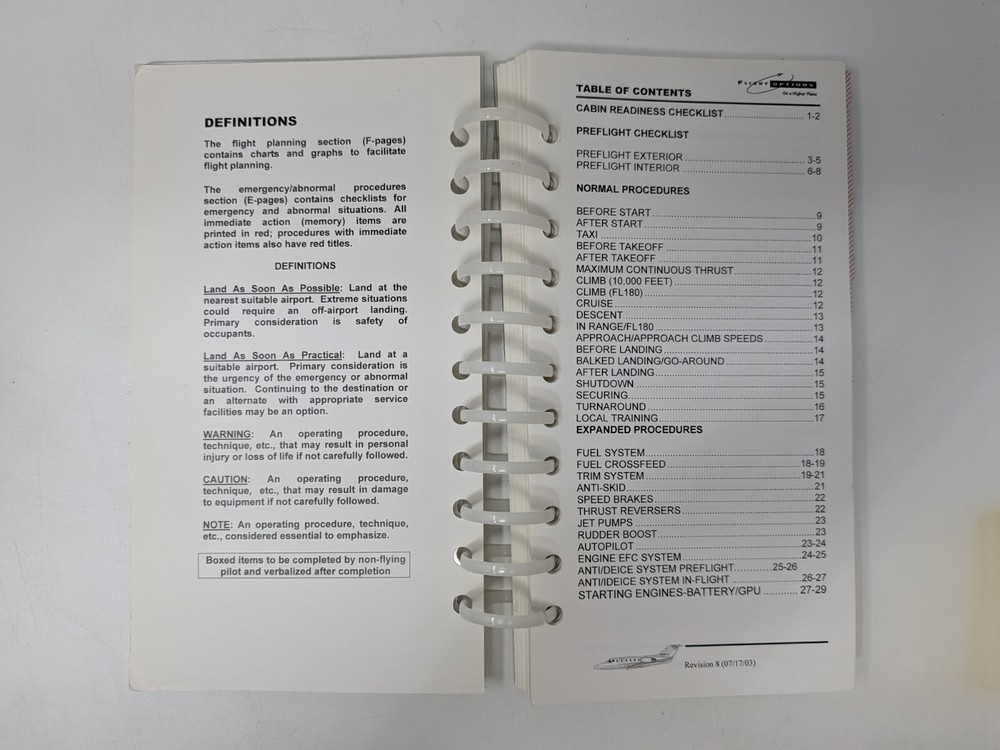 DEFINITIONS
The flight planning section (F-pages)
contains charts and graphs to facilitate
flight planning.
The emergency/abnormal procedures
section (E-pages) contains checklists for
emergency and abnormal situations. All
immediate action (memory) items are
printed in red; procedures with immediate
action items also have red titles.
DEFINITIONS
Land As Soon As Possible: Land at the
nearest suitable airport. Extreme situations
could require an off-airport landing.
Primary consideration is safety of
occupants.
Land As Soon As Practical: Land at a
suitable airport. Primary consideration is
the urgency of the emergency or abnormal
situation. Continuing to the destination or
an alternate with appropriate service
facilities may be an option.
WARNING: An operating procedure,
technique, etc., that may result in personal
injury or loss of life if not carefully followed.
CAUTION: An operating procedure,
technique, etc., that may result in damage
to equipment if not carefully followed.
NOTE: An operating procedure, technique,
etc., considered essential to emphasize.
Boxed items to be completed by non-flying
pilot and verbalized after completion
FLIGHT OPTIONS
On a Higher Plane
TABLE OF CONTENTS
CABIN READINESS CHECKLIST 1-2
PREFLIGHT CHECKLIST
PREFLIGHT EXTERIOR 3-5
PREFLIGHT INTERIOR 6-8
NORMAL PROCEDURES
BEFORE START 9
AFTER START 9
TAXI 10
BEFORE TAKEOFF 11
AFTER TAKEOFF 11
MAXIMUM CONTINUOUS THRUST 12
CLIMB (10,000 FEET) 12
CLIMB (FL180) 12
CRUISE 12
DESCENT 13
IN RANGE/FL180 13
APPROACH/APPROACH CLIMB SPEEDS 14
BEFORE LANDING 14
BALKED LANDING/GO-AROUND 14
AFTER LANDING 15
SHUTDOWN 15
SECURING 15
TURNAROUND 16
LOCAL TRAINING 17
EXPANDED PROCEDURES
FUEL SYSTEM 18
FUEL CROSSFEED 18-19
TRIM SYSTEM 19-21
ANTI-SKID 21
SPEED BRAKES 22
THRUST REVERSERS 22
JET PUMPS 23
RUDDER BOOST 23
AUTOPILOT 23-24
ENGINE EFC SYSTEM 24-25
ANTI/DEICE SYSTEM PREFLIGHT 25-26
ANTI/IDEICE SYSTEM IN-FLIGHT 26-27
STARTING ENGINES-BATTERY/GPU 27-29
Revision 8 (07/17/03)